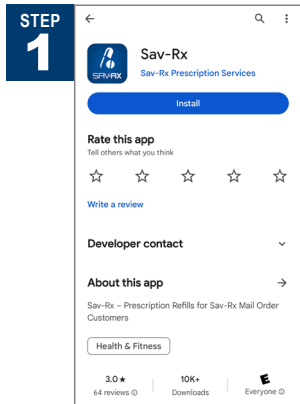 STEP
1
Sav-Rx
SAV-RX
Sav-Rx Prescription Services
Install
Rate this app
Tell others what you think
Write a review
Developer contact
About this app
Sav-Rx – Prescription Refills for Sav-Rx Mail Order
Customers
Health & Fitness
3.0 ★
10K+
E
64 reviews
Downloads
Everyone